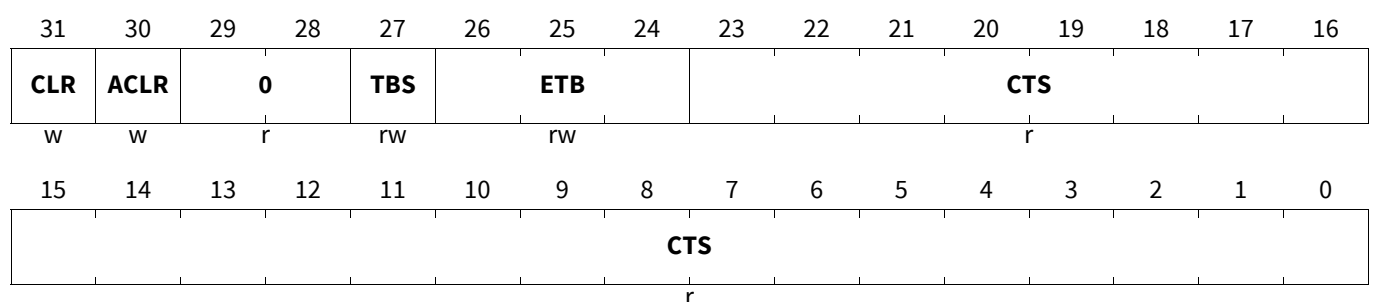 31 30 29 28 27 26 25 24 23 22 21 20 19 18 17 16
CLR ACLR 0 TBS ETB CTS
w w r rw rw r
15 14 13 12 11 10 9 8 7 6 5 4 3 2 1 0
CTS
r